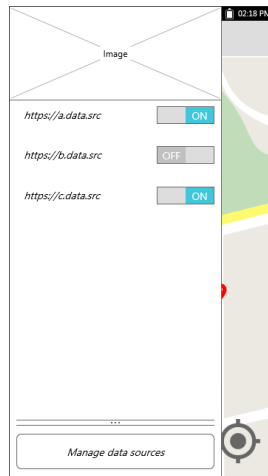 02:18 PM
Image
https://a.data.src
ON
https://b.data.src
OFF
https://c.data.src
ON
...
Manage data sources